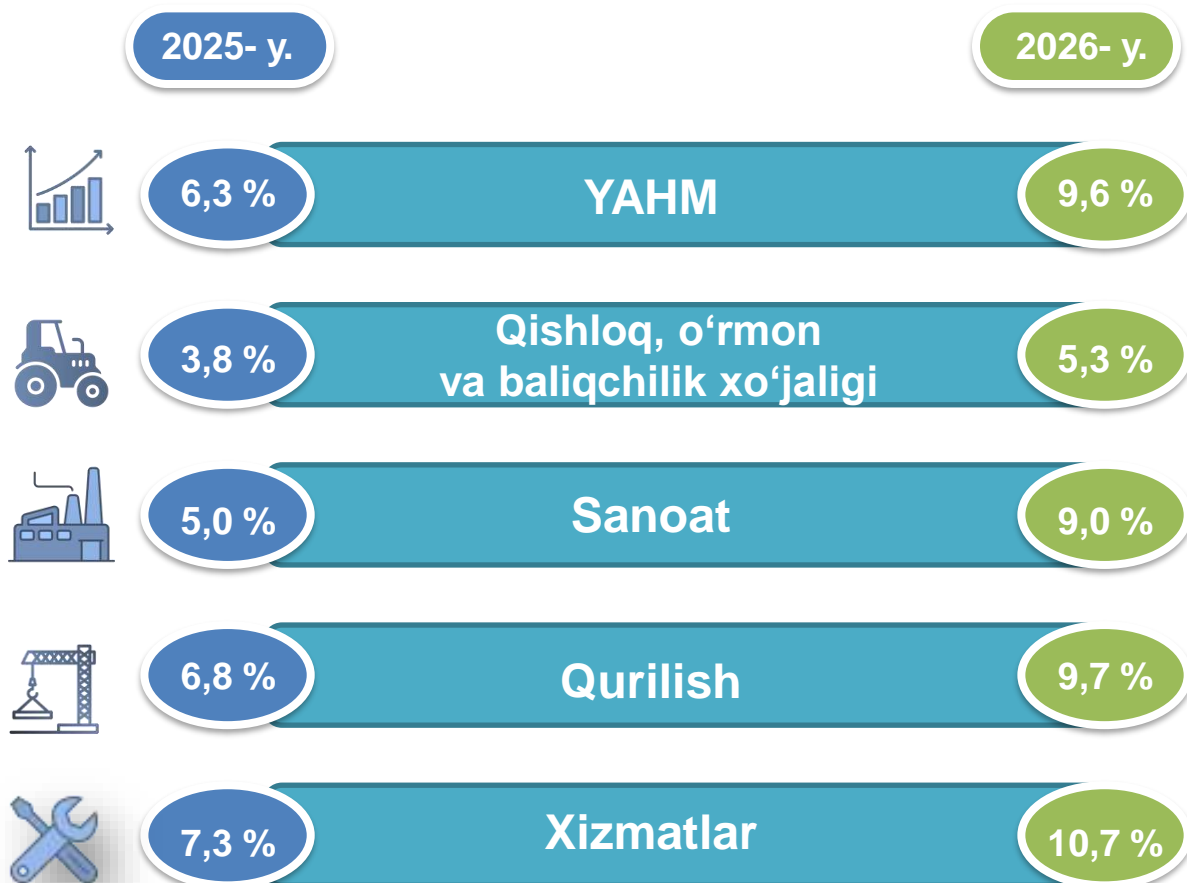 2025- y.
2026- y.
6,3 %
YAHM
9,6 %
3,8 %
Qishloq, o‘rmon
va baliqchilik xo‘jaligi
5,3 %
5,0 %
Sanoat
9,0 %
6,8 %
Qurilish
9,7 %
7,3 %
Xizmatlar
10,7 %